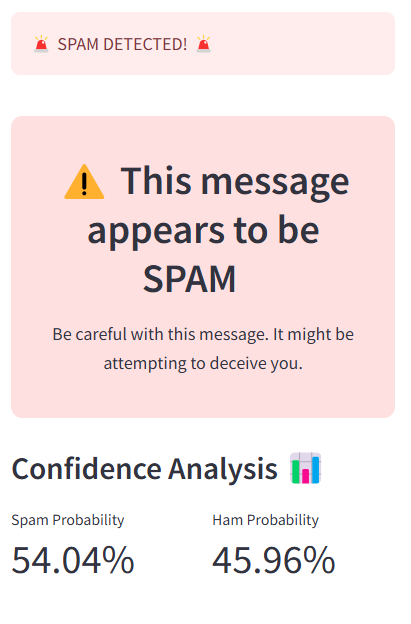 🚨 SPAM DETECTED! 🚨
⚠️ This message
appears to be
SPAM
Be careful with this message. It might be
attempting to deceive you.
Confidence Analysis 📊
Spam Probability
Ham Probability
54.04%
45.96%